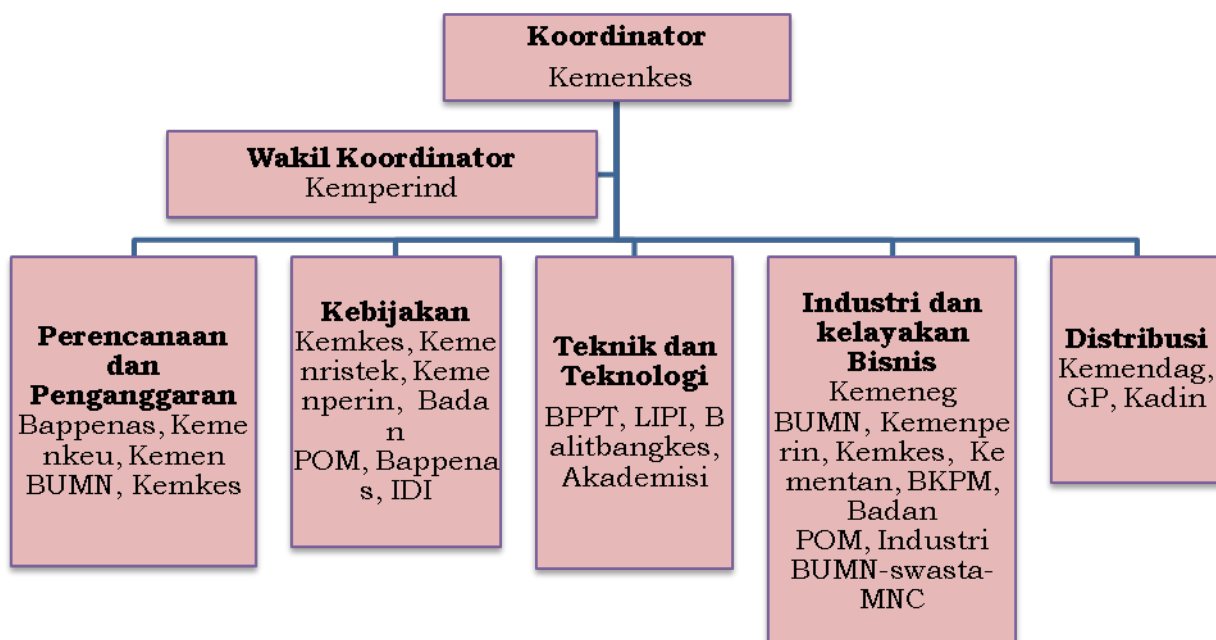 Koordinator
Kemenkes
Wakil Koordinator
Kemperind
Perencanaan
dan
Penganggaran
Bappenas, Keme
nkeu, Kemen
BUMN, Kemkes
Kebijakan
Kemkes, Keme
nristek, Keme
nperin, Bada
n
POM, Bappena
s, IDI
Teknik dan
Teknologi
BPPT, LIPI, B
alitbangkes,
Akademisi
Industri dan
kelayakan
Bisnis
Kemeneg
BUMN, Kemenpe
rin, Kemkes, Ke
mentan, BKPM,
Badan
POM, Industri
BUMN-swasta-
MNC
Distribusi
Kemendag,
GP, Kadin